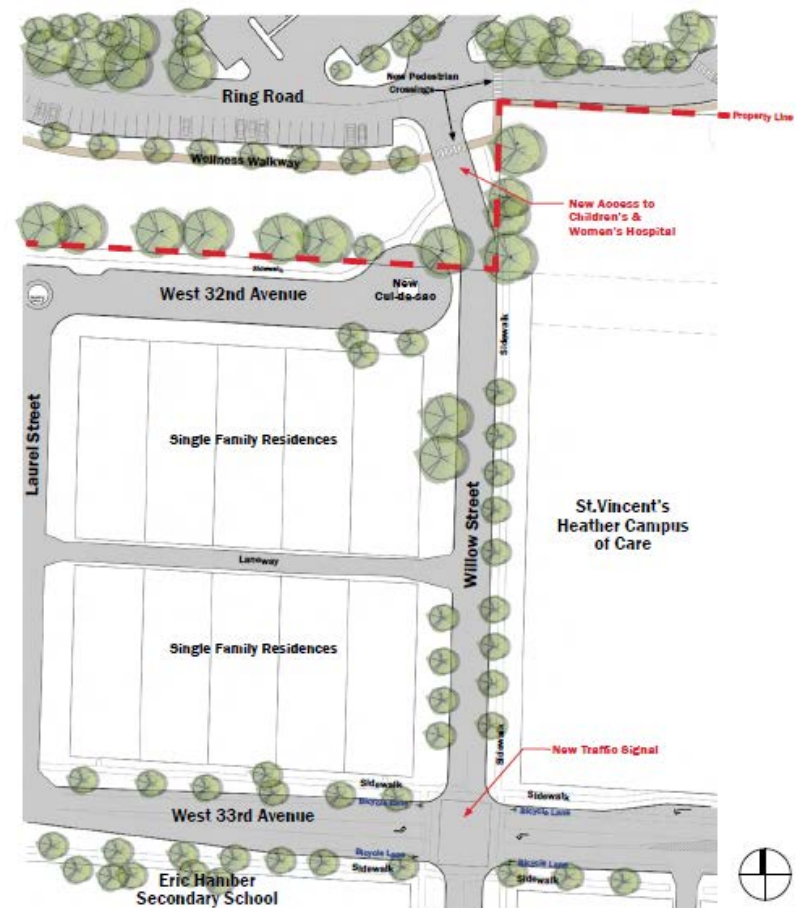 New Pedestrian
Crossings
Ring Road
Property Line
Wellness Walkway
New Access to
Children's &
Women's Hospital
Sidewalk
West 32nd Avenue
New
Cul-de-sac
Sidewalk
Laurel Street
Single Family Residences
Willow Street
St.Vincent's
Heather Campus
of Care
Laneway
Single Family Residences
Sidewalk
New Traffic Signal
Sidewalk
Sidewalk
Bicycle Lane
Bicycle Lane
West 33rd Avenue
Bicycle Lane
Bicycle Lane
Sidewalk
Sidewalk
Eric Hamber
Secondary School